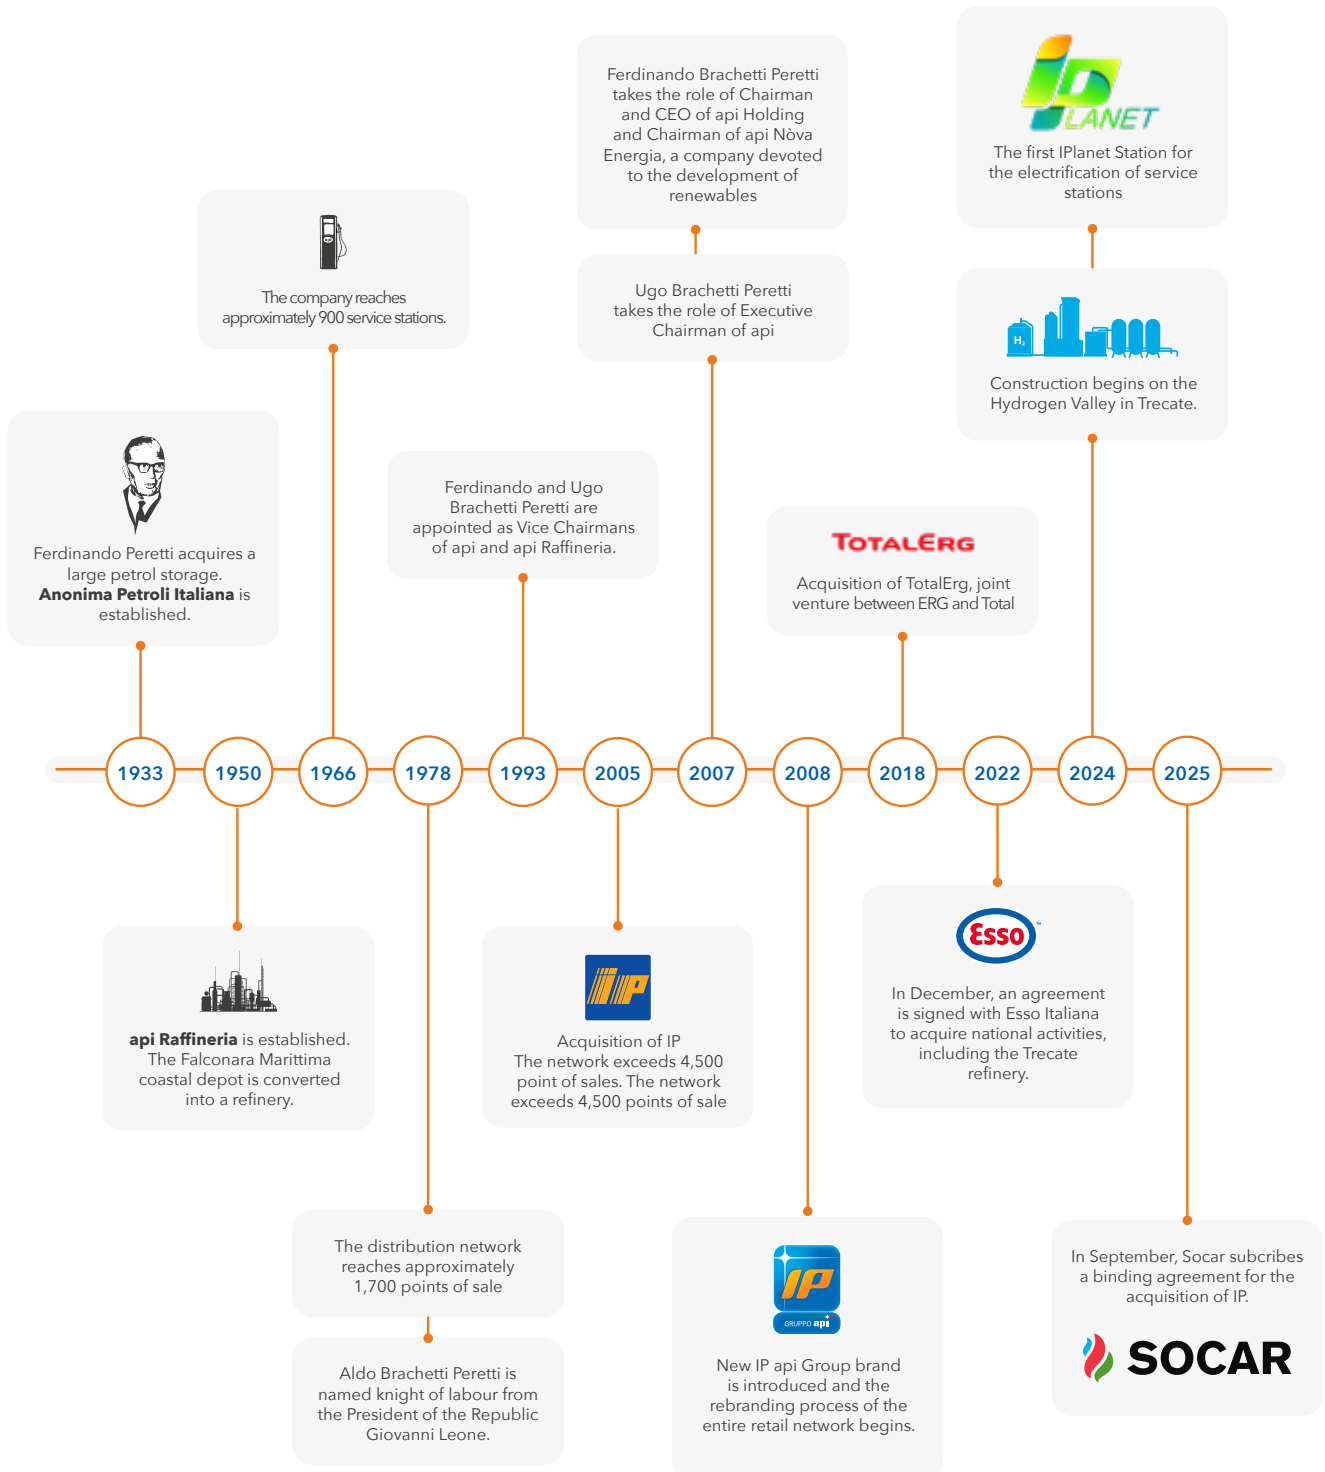 Ferdinando Peretti acquires a
large petrol storage.
Anonima Petroli Italiana is
established.
The company reaches
approximately 900 service stations.
Ferdinando and Ugo
Brachetti Peretti are
appointed as Vice Chairmans
of api and api Raffineria.
Ferdinando Brachetti Peretti
takes the role of Chairman
and CEO of api Holding
and Chairman of api Nòva
Energia, a company devoted
to the development of
renewables
Ugo Brachetti Peretti
takes the role of Executive
Chairman of api
TOTALERG
Acquisition of TotalErg, joint
venture between ERG and Total
ip
LANET
The first IPlanet Station for
the electrification of service
stations
H2
Construction begins on the
Hydrogen Valley in Trecate.
1933
1950
1966
1978
1993
2005
2007
2008
2018
2022
2024
2025
api Raffineria is established.
The Falconara Marittima
coastal depot is converted
into a refinery.
The distribution network
reaches approximately
1,700 points of sale
Aldo Brachetti Peretti is
named knight of labour from
the President of the Republic
Giovanni Leone.
IP
Acquisition of IP
The network exceeds 4,500
point of sales. The network
exceeds 4,500 points of sale
IP
GRUPPO api
New IP api Group brand
is introduced and the
rebranding process of the
entire retail network begins.
Esso
In December, an agreement
is signed with Esso Italiana
to acquire national activities,
including the Trecate
refinery.
In September, Socar subcribes
a binding agreement for the
acquisition of IP.
SOCAR